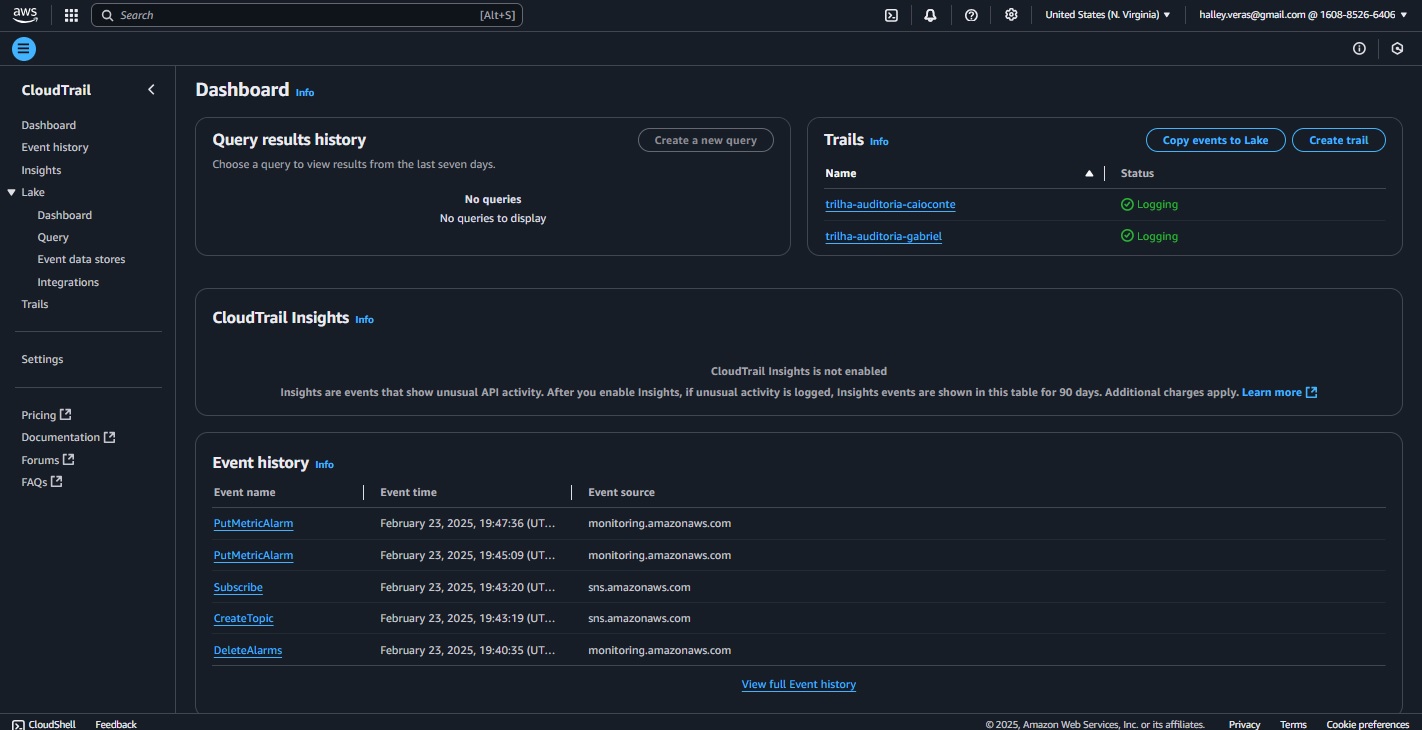 aws
Search [Alt+S]
United States (N. Virginia)
halley.veras@gmail.com @ 1608-8526-6406
CloudTrail
Dashboard
Event history
Insights
Lake
Dashboard
Query
Event data stores
Integrations
Trails
Settings
Pricing
Documentation
Forums
FAQs
Dashboard Info
Query results history
Create a new query
Choose a query to view results from the last seven days.
No queries
No queries to display
Trails Info
Copy events to Lake
Create trail
Name Status
trilha-auditoria-caioconte Logging
trilha-auditoria-gabriel Logging
CloudTrail Insights Info
CloudTrail Insights is not enabled
Insights are events that show unusual API activity. After you enable Insights, if unusual activity is logged, Insights events are shown in this table for 90 days. Additional charges apply. Learn more
Event history Info
Event name Event time Event source
PutMetricAlarm February 23, 2025, 19:47:36 (UT... monitoring.amazonaws.com
PutMetricAlarm February 23, 2025, 19:45:09 (UT... monitoring.amazonaws.com
Subscribe February 23, 2025, 19:43:20 (UT... sns.amazonaws.com
CreateTopic February 23, 2025, 19:43:19 (UT... sns.amazonaws.com
DeleteAlarms February 23, 2025, 19:40:35 (UT... monitoring.amazonaws.com
View full Event history
CloudShell Feedback © 2025, Amazon Web Services, Inc. or its affiliates. Privacy Terms Cookie preferences